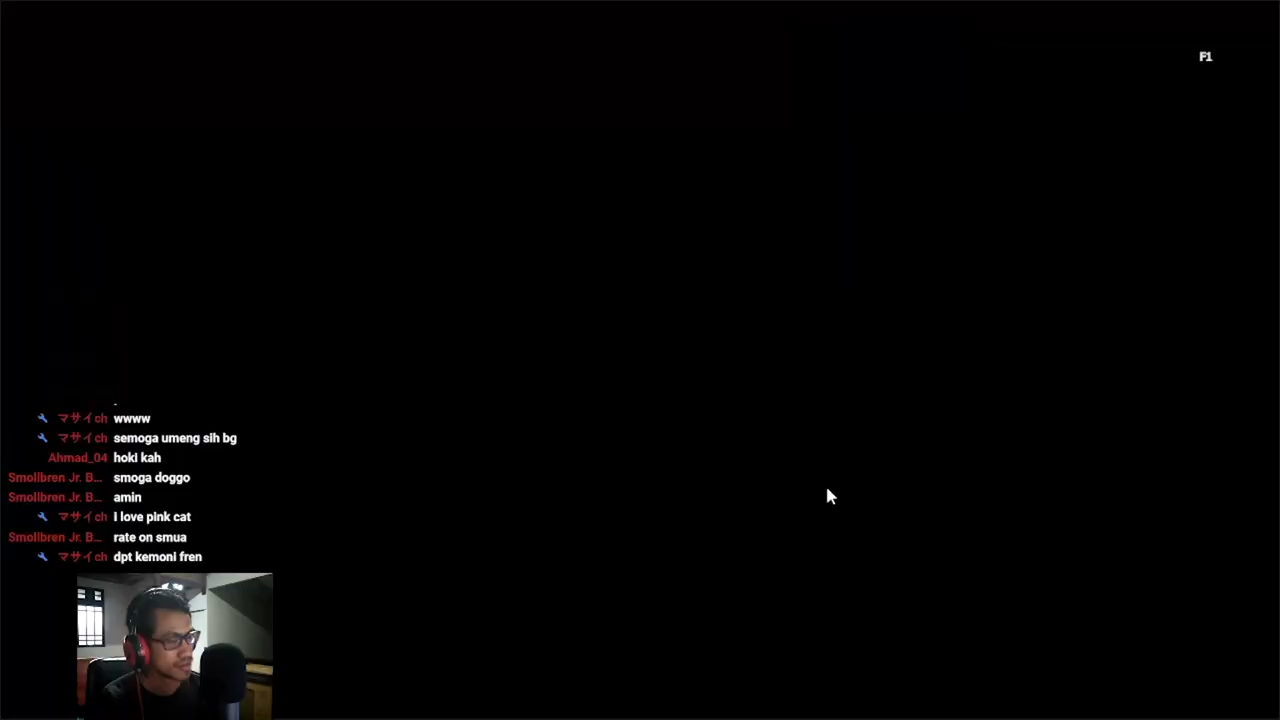 F1
マサイch wwww
マサイch semoga umeng sih bg
Ahmad_04 hoki kah
Smollbren Jr. B... smoga doggo
Smollbren Jr. B... amin
マサイch i love pink cat
Smollbren Jr. B... rate on smua
マサイch dpt kemoni fren